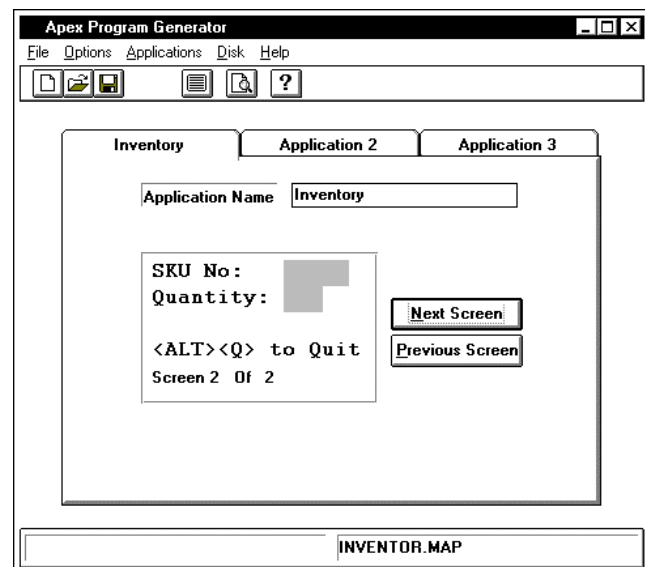 Apex Program Generator
File Options Applications Disk Help
?
Inventory Application 2 Application 3
Application Name Inventory
SKU No:
Quantity:
Next Screen
<ALT><Q> to Quit
Previous Screen
Screen 2 Of 2
INVENTOR.MAP